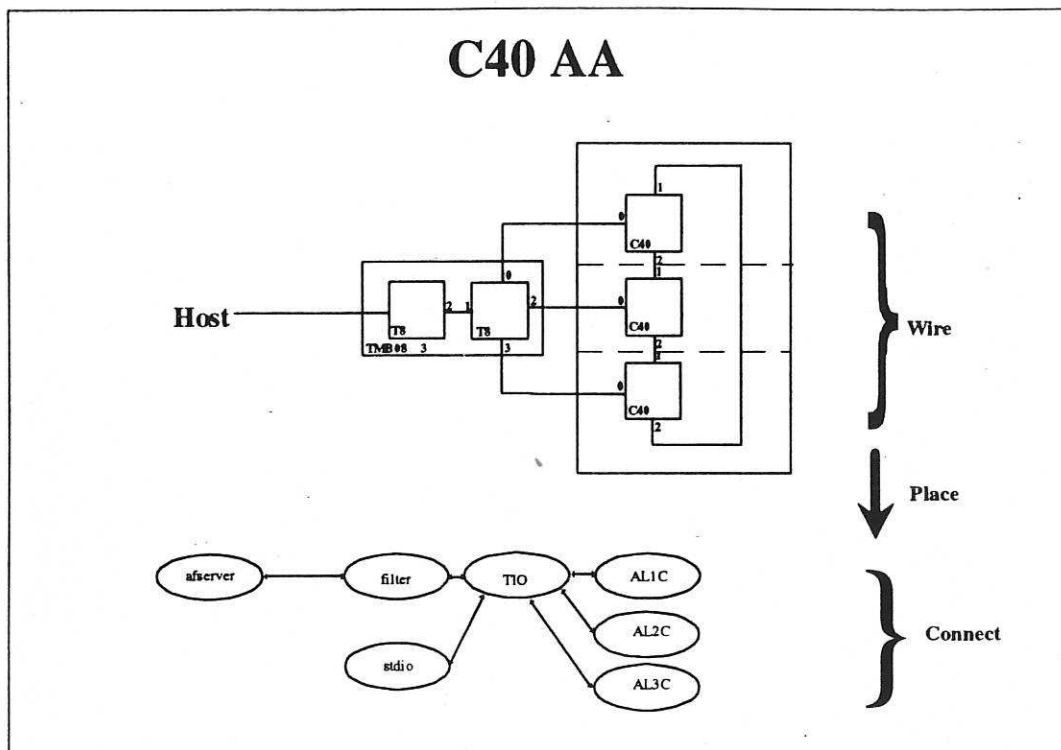 C40 AA
1
0
C40
0
2
1
Host
T8
2
1
T8
2
0
C40
TMB08 3
3
2
1
0
C40
2
Wire
Place
afserver
filter
TIO
AL1C
AL2C
stdio
AL3C
Connect